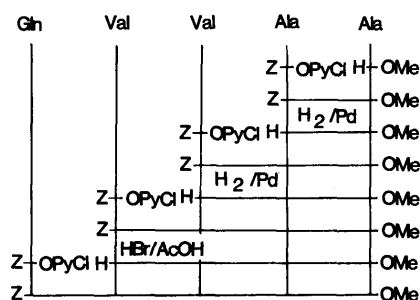 Gln Val Val Ala Ala
Z OPyCl H OMe
Z OMe
H2/Pd
Z OPyCl H OMe
Z OMe
H2/Pd
Z OPyCl H OMe
Z OMe
HBr/AcOH
Z OPyCl H OMe
Z OMe